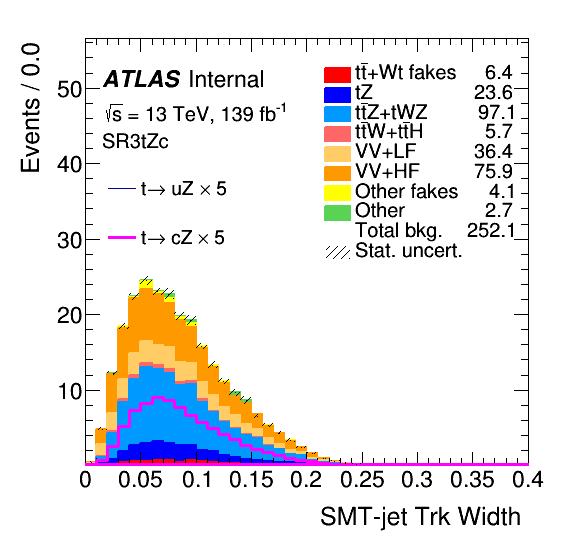 Events / 0.0
ATLAS Internal
√s = 13 TeV, 139 fb⁻¹
SR3tZc
t→ uZ × 5
t→ cZ × 5
tt̄+Wt fakes 6.4
tZ 23.6
tt̄Z+tWZ 97.1
tt̄W+tt̄H 5.7
VV+LF 36.4
VV+HF 75.9
Other fakes 4.1
Other 2.7
Total bkg. 252.1
Stat. uncert.
50
40
30
20
10
0 0.05 0.1 0.15 0.2 0.25 0.3 0.35 0.4
SMT-jet Trk Width